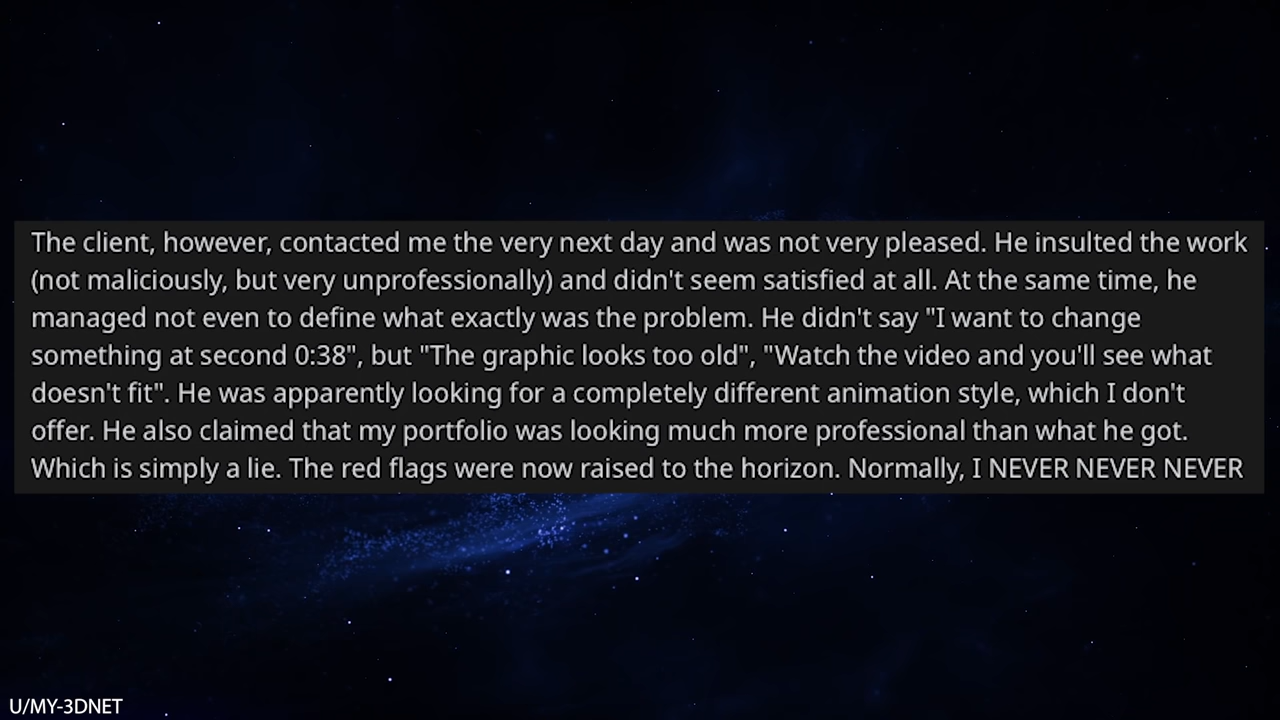 The client, however, contacted me the very next day and was not very pleased. He insulted the work
(not maliciously, but very unprofessionally) and didn't seem satisfied at all. At the same time, he
managed not even to define what exactly was the problem. He didn't say "I want to change
something at second 0:38", but "The graphic looks too old", "Watch the video and you'll see what
doesn't fit". He was apparently looking for a completely different animation style, which I don't
offer. He also claimed that my portfolio was looking much more professional than what he got.
Which is simply a lie. The red flags were now raised to the horizon. Normally, I NEVER NEVER NEVER
U/MY-3DNET